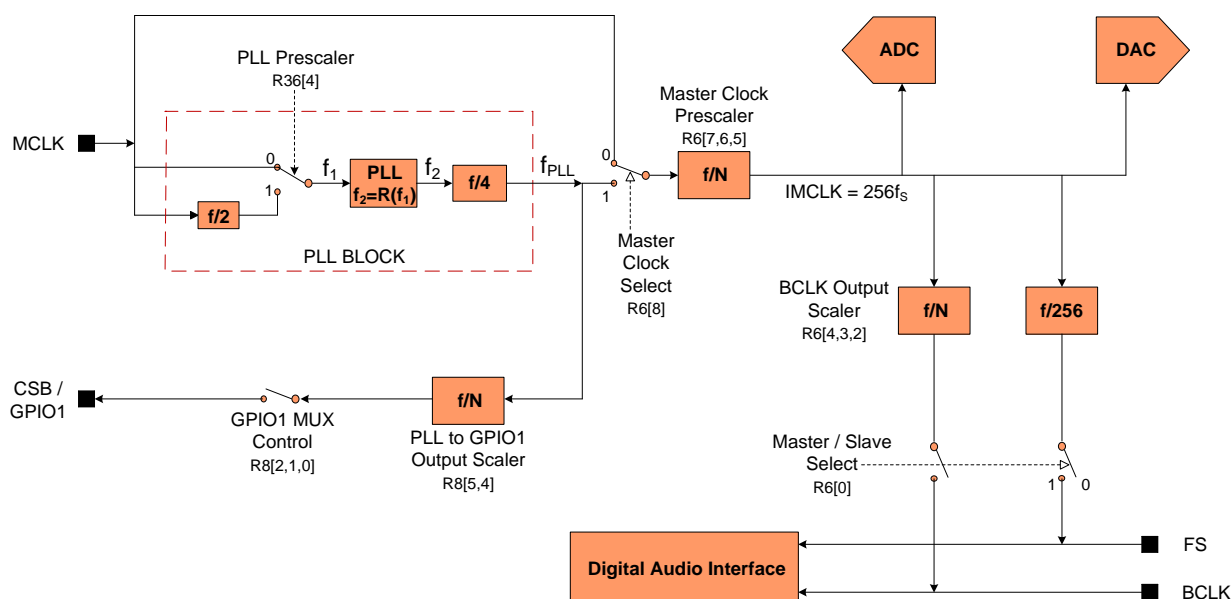 ADC
DAC
PLL Prescaler
R36[4]
Master Clock
Prescaler
R6[7,6,5]
MCLK
0
1
f1
PLL
f2=R(f1)
f2
f/4
fPLL
0
1
f/N
IMCLK = 256fS
f/2
PLL BLOCK
Master
Clock
Select
R6[8]
BCLK Output
Scaler
R6[4,3,2]
f/N
f/256
CSB /
GPIO1
GPIO1 MUX
Control
R8[2,1,0]
f/N
PLL to GPIO1
Output Scaler
R8[5,4]
Master / Slave
Select
R6[0]
1
0
Digital Audio Interface
FS
BCLK